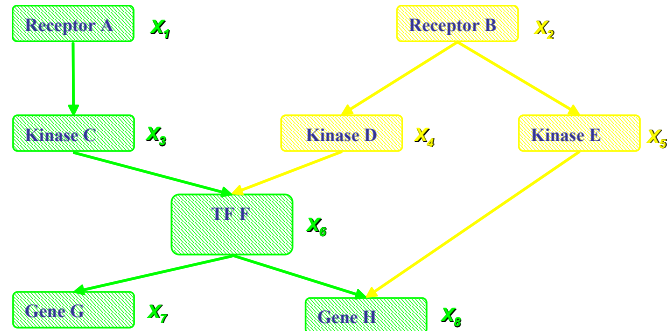 Receptor A X1 Receptor B X2
Kinase C X3 Kinase D X4 Kinase E X5
TF F X6
Gene G X7 Gene H X8